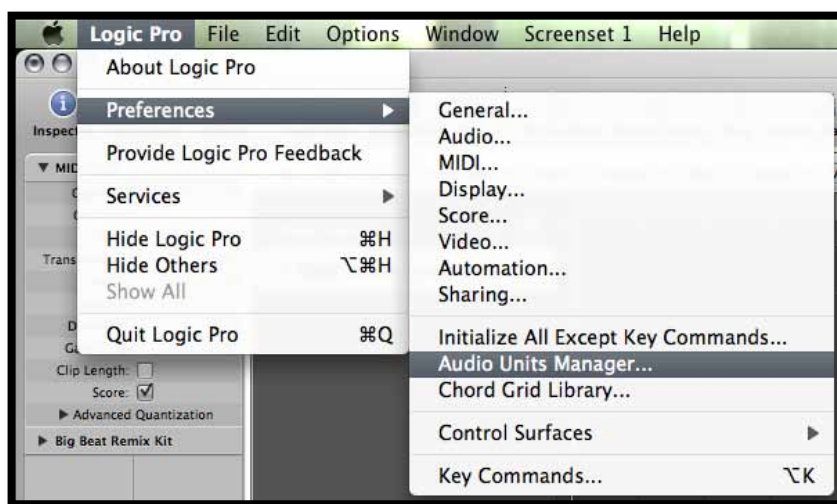 Logic Pro File Edit Options Window Screenset 1 Help
About Logic Pro
Preferences
Provide Logic Pro Feedback
Services
Hide Logic Pro ⌘H
Hide Others ⌥⌘H
Show All
Quit Logic Pro ⌘Q
General...
Audio...
MIDI...
Display...
Score...
Video...
Automation...
Sharing...
Initialize All Except Key Commands...
Audio Units Manager...
Chord Grid Library...
Control Surfaces
Key Commands... ⌥K
Clip Length:
Score:
Advanced Quantization
Big Beat Remix Kit